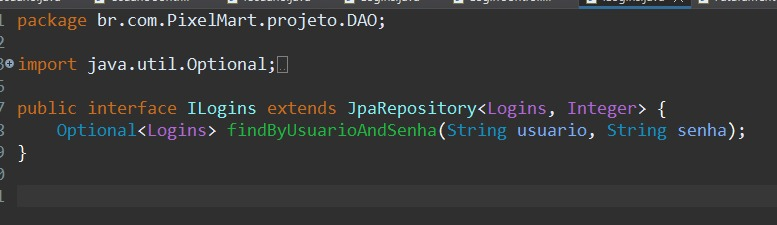 package br.com.PixelMart.projeto.DAO;
import java.util.Optional;
public interface ILogins extends JpaRepository<Logins, Integer> {
Optional<Logins> findByUsuarioAndSenha(String usuario, String senha);
}